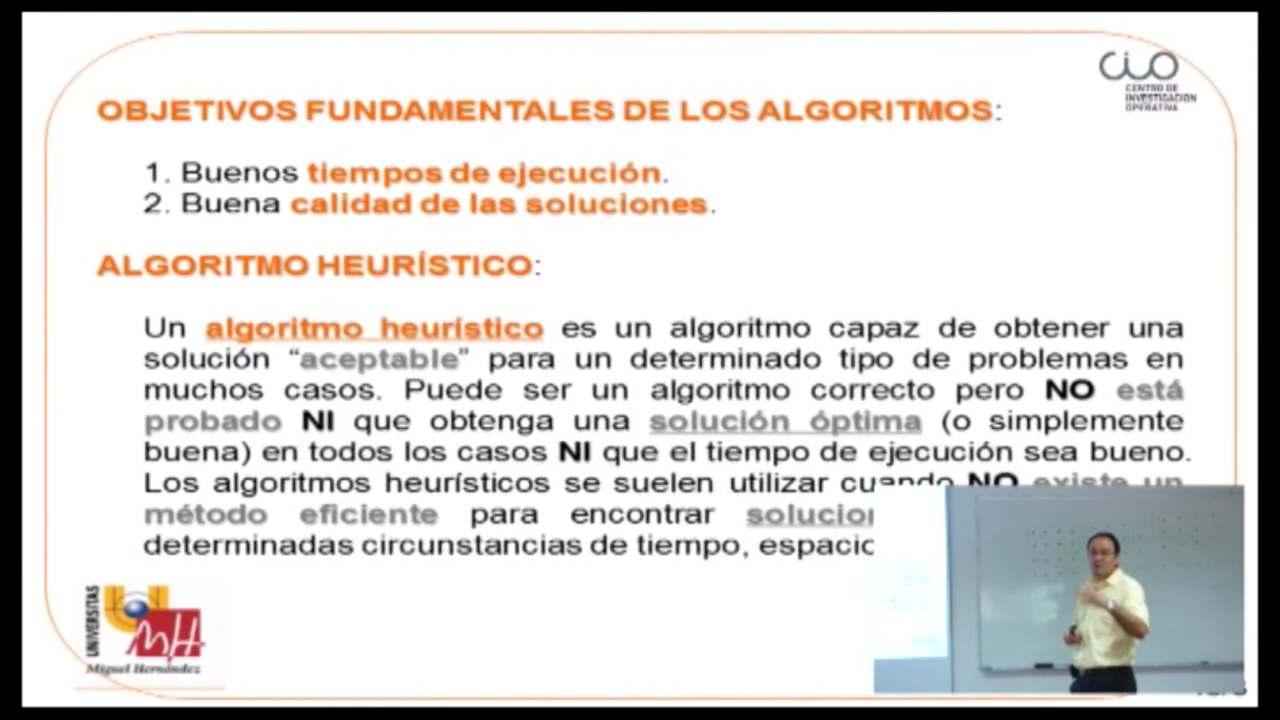 CIO
CENTRO DE
INVESTIGACION
OPERATIVA
OBJETIVOS FUNDAMENTALES DE LOS ALGORITMOS:
1. Buenos tiempos de ejecución.
2. Buena calidad de las soluciones.
ALGORITMO HEURÍSTICO:
Un algoritmo heurístico es un algoritmo capaz de obtener una
solución “aceptable” para un determinado tipo de problemas en
muchos casos. Puede ser un algoritmo correcto pero NO está
probado NI que obtenga una solución óptima (o simplemente
buena) en todos los casos NI que el tiempo de ejecución sea bueno.
Los algoritmos heurísticos se suelen utilizar cuando NO existe un
método eficiente para encontrar
determinadas circunstancias de tiempo,
UNIVERSITAS
Miguel Hernández